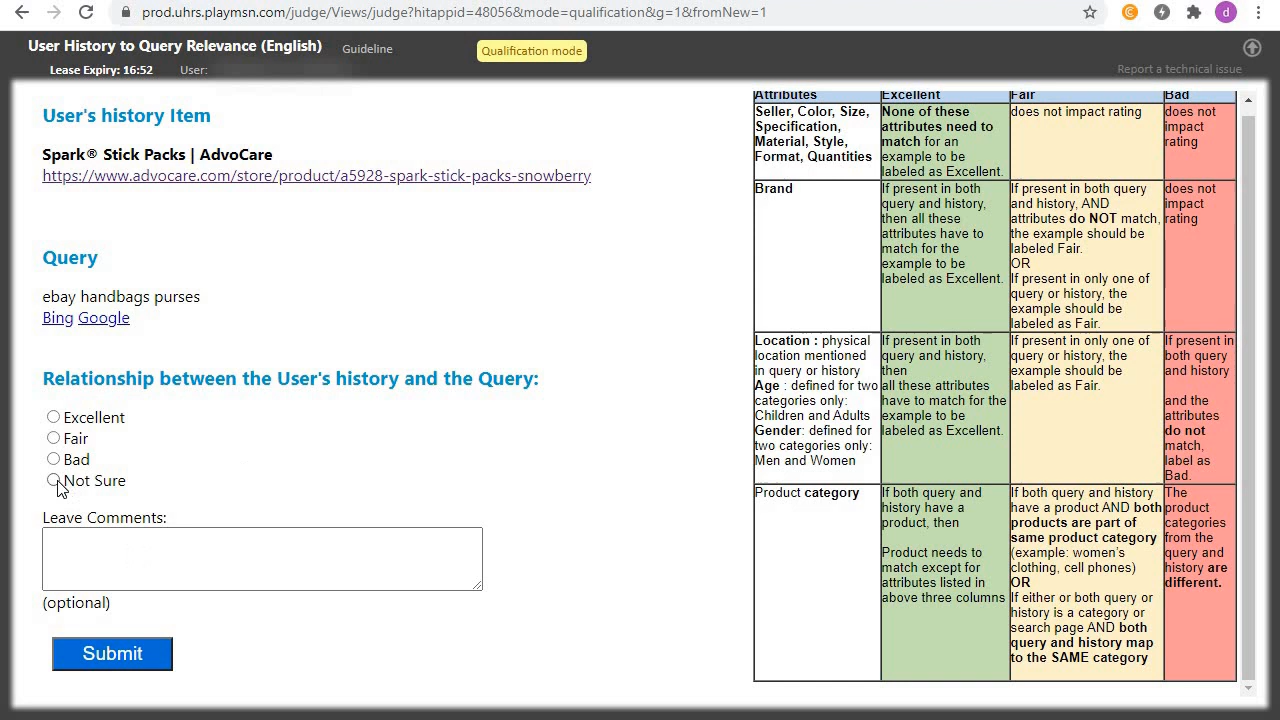 prod.uhrs.playmsn.com/judge/Views/judge?hitappid=48056&mode=qualification&g=1&fromNew=1
d
User History to Query Relevance (English)
Guideline
Qualification mode
Lease Expiry: 16:52
User:
Report a technical issue
User's history Item
Spark® Stick Packs | AdvoCare
https://www.advocare.com/store/product/a5928-spark-stick-packs-snowberry
Query
ebay handbags purses
Bing Google
Relationship between the User's history and the Query:
Excellent
Fair
Bad
Not Sure
Leave Comments:
(optional)
Submit
Attributes
Excellent
Fair
Bad
Seller, Color, Size,
Specification,
Material, Style,
Format, Quantities
None of these
attributes need to
match for an
example to be
labeled as Excellent.
does not impact rating
does not
impact
rating
Brand
If present in both
query and history,
then all these
attributes have to
match for the
example to be
labeled as Excellent.
If present in both query
and history, AND
attributes do NOT match,
the example should be
labeled Fair.
OR
If present in only one of
query or history, the
example should be
labeled as Fair.
does not
impact
rating
Location : physical
location mentioned
in query or history
Age : defined for two
categories only:
Children and Adults
Gender: defined for
two categories only:
Men and Women
If present in both
query and history,
then
all these attributes
have to match for the
example to be
labeled as Excellent.
If present in only one of
query or history, the
example should be
labeled as Fair.
If present in
both query
and history
and the
attributes
do not
match,
label as
Bad.
Product category
If both query and
history have a
product, then
Product needs to
match except for
attributes listed in
above three columns
If both query and history
have a product AND both
products are part of
same product category
(example: women's
clothing, cell phones)
OR
If either or both query or
history is a category or
search page AND both
query and history map
to the SAME category
The
product
categories
from the
query and
history are
different.